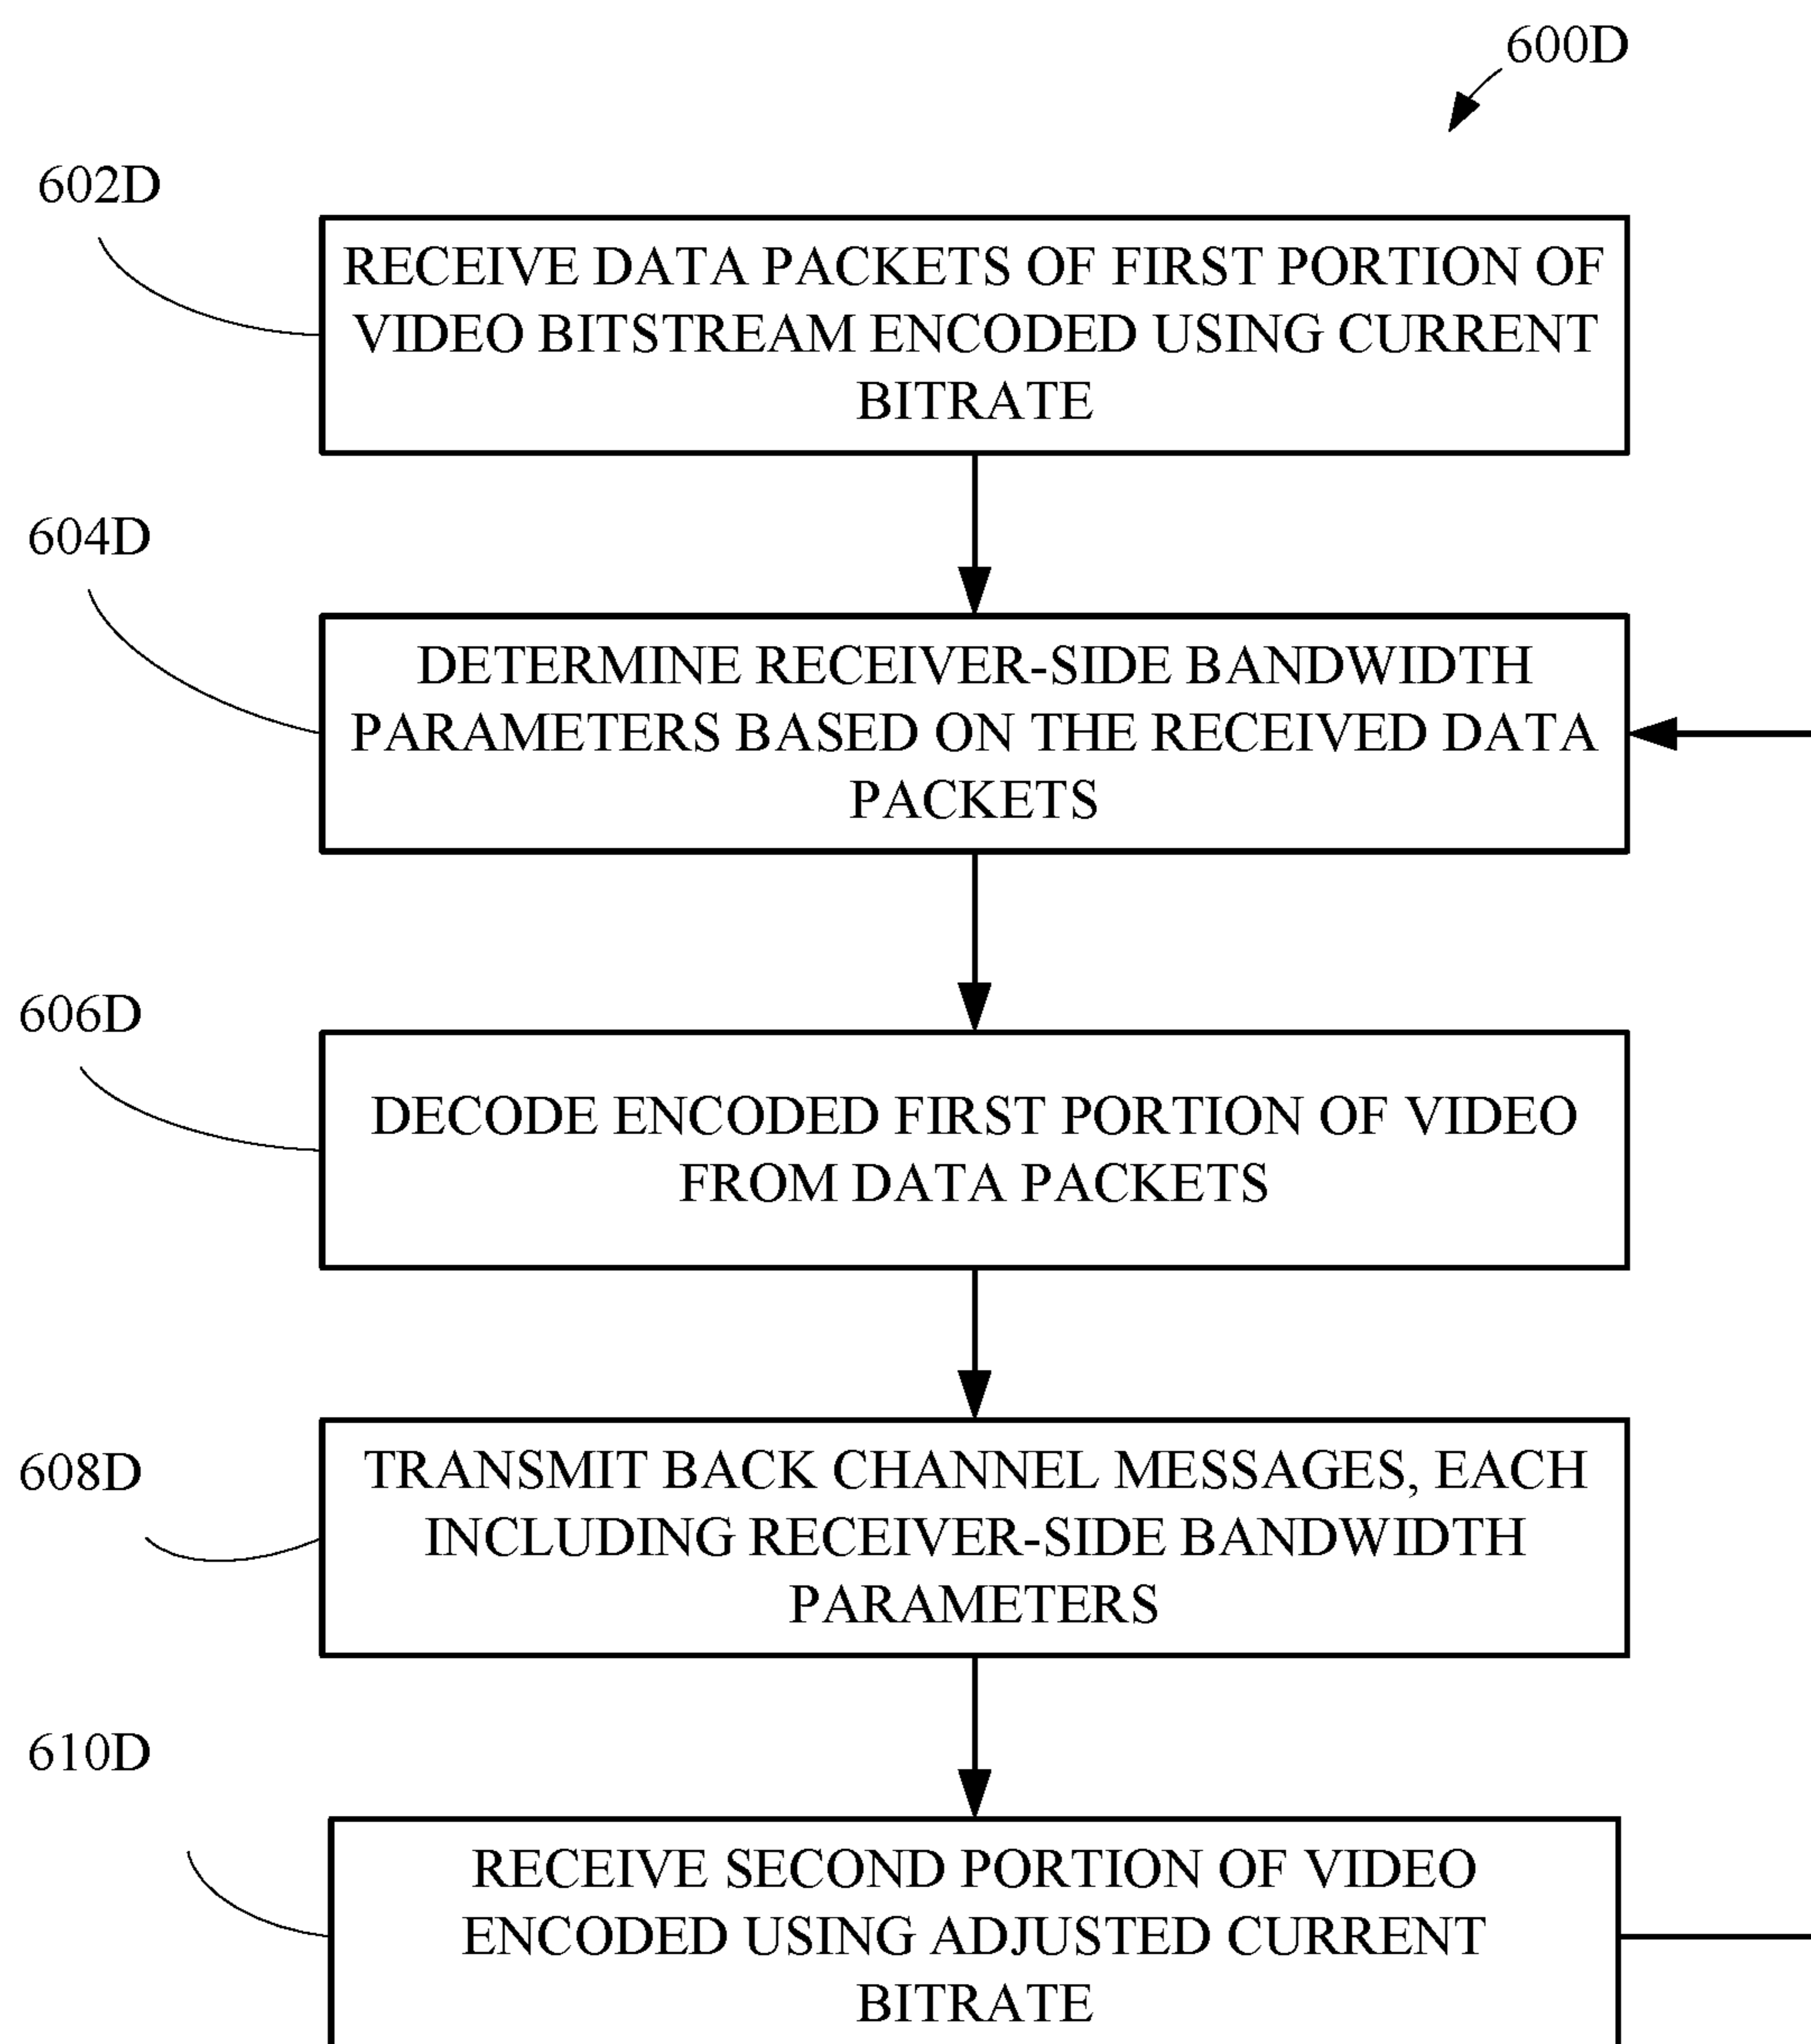 600D
602D
RECEIVE DATA PACKETS OF FIRST PORTION OF
VIDEO BITSTREAM ENCODED USING CURRENT
BITRATE
604D
DETERMINE RECEIVER-SIDE BANDWIDTH
PARAMETERS BASED ON THE RECEIVED DATA
PACKETS
606D
DECODE ENCODED FIRST PORTION OF VIDEO
FROM DATA PACKETS
608D
TRANSMIT BACK CHANNEL MESSAGES, EACH
INCLUDING RECEIVER-SIDE BANDWIDTH
PARAMETERS
610D
RECEIVE SECOND PORTION OF VIDEO
ENCODED USING ADJUSTED CURRENT
BITRATE